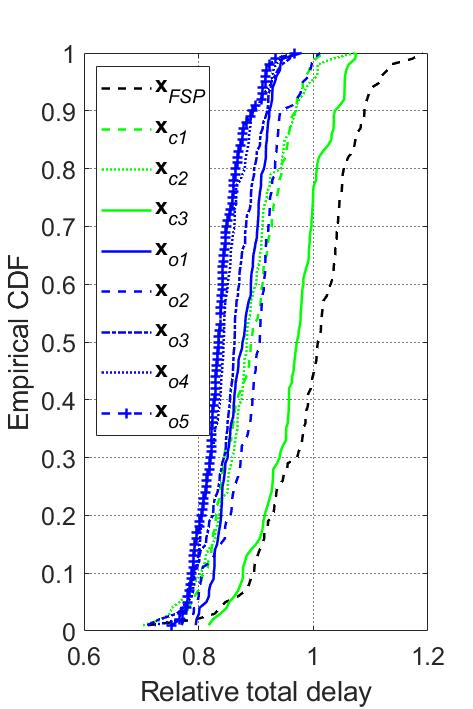 1
0.9
0.8
0.7
0.6
0.5
0.4
0.3
0.2
0.1
0
Empirical CDF
x_FSP
x_c1
x_c2
x_c3
x_o1
x_o2
x_o3
x_o4
x_o5
0.6 0.8 1 1.2
Relative total delay